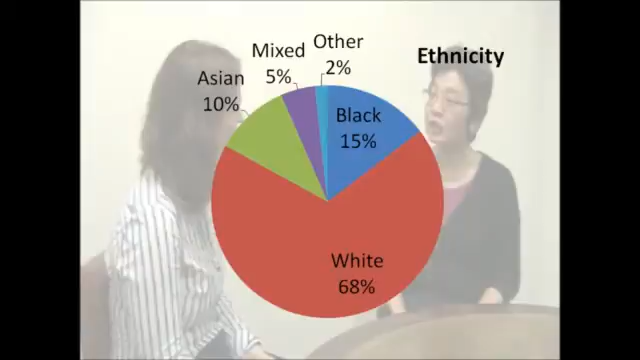 Ethnicity
Other
2%
Mixed
5%
Asian
10%
Black
15%
White
68%